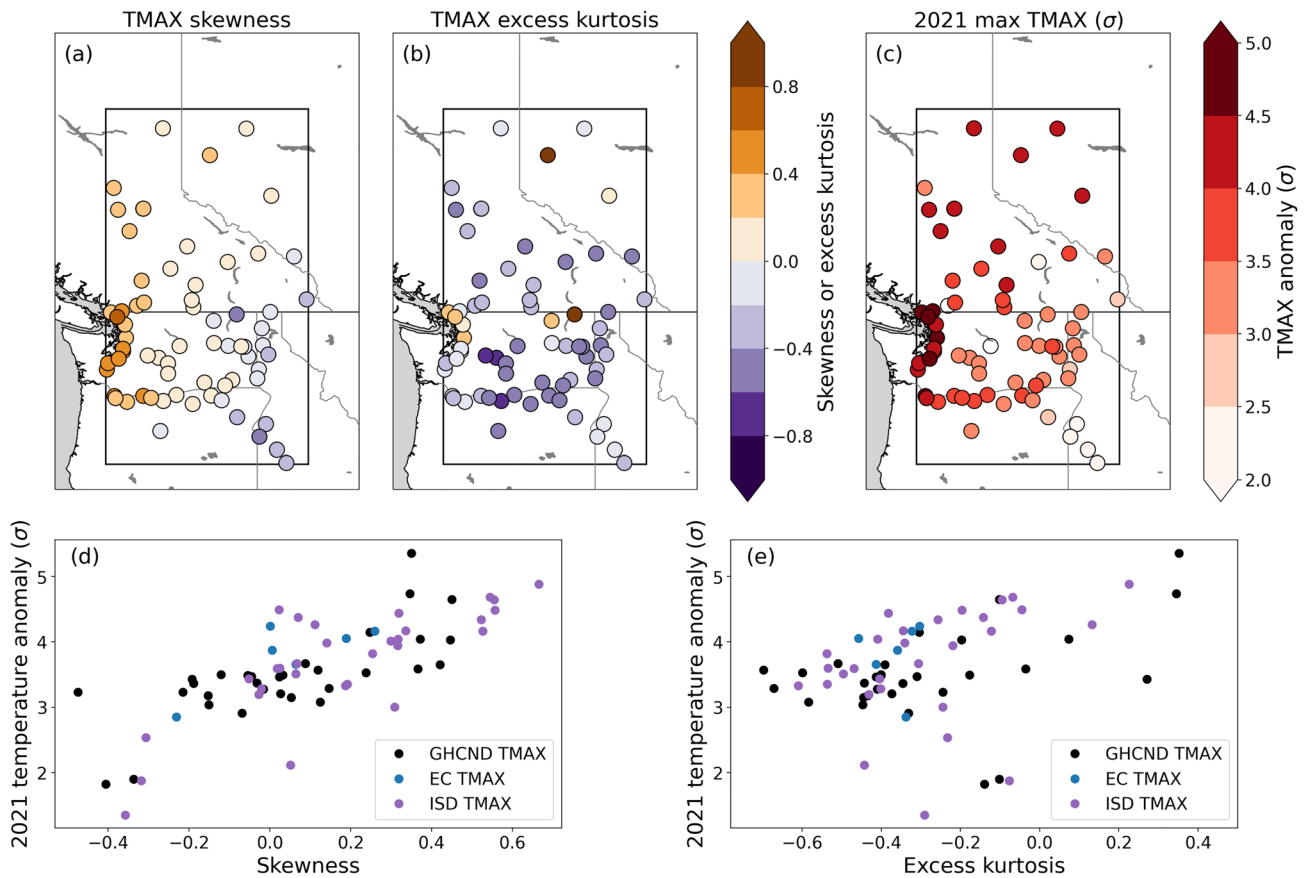 TMAX skewness
TMAX excess kurtosis
2021 max TMAX (σ)
(a)
(b)
(c)
0.8
0.4
0.0
−0.4
−0.8
Skewness or excess kurtosis
5.0
4.5
4.0
3.5
3.0
2.5
2.0
TMAX anomaly (σ)
(d)
2021 temperature anomaly (σ)
5
4
3
2
GHCND TMAX
EC TMAX
ISD TMAX
−0.4
−0.2
0.0
0.2
0.4
0.6
Skewness
(e)
2021 temperature anomaly (σ)
5
4
3
2
GHCND TMAX
EC TMAX
ISD TMAX
−0.6
−0.4
−0.2
0.0
0.2
0.4
Excess kurtosis